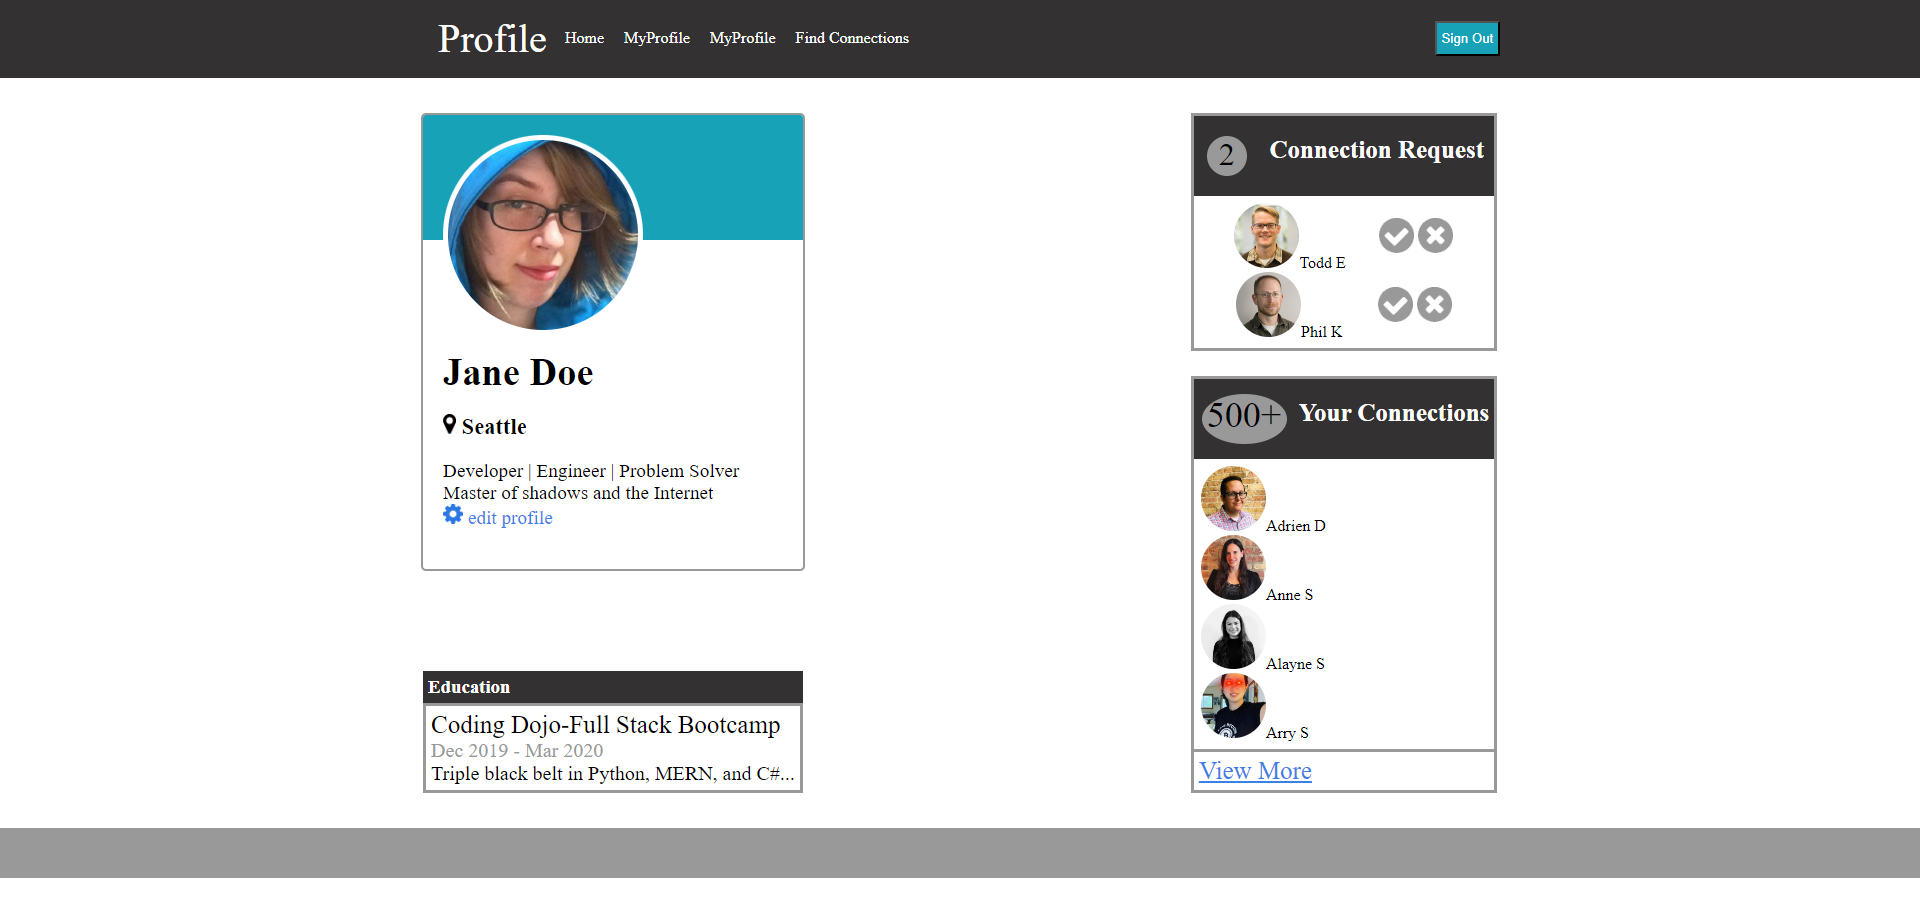 Profile Home MyProfile MyProfile Find Connections Sign Out
Jane Doe
Seattle
Developer | Engineer | Problem Solver
Master of shadows and the Internet
edit profile
Education
Coding Dojo-Full Stack Bootcamp
Dec 2019 - Mar 2020
Triple black belt in Python, MERN, and C#...
2 Connection Request
Todd E
Phil K
500+ Your Connections
Adrien D
Anne S
Alayne S
Arry S
View More